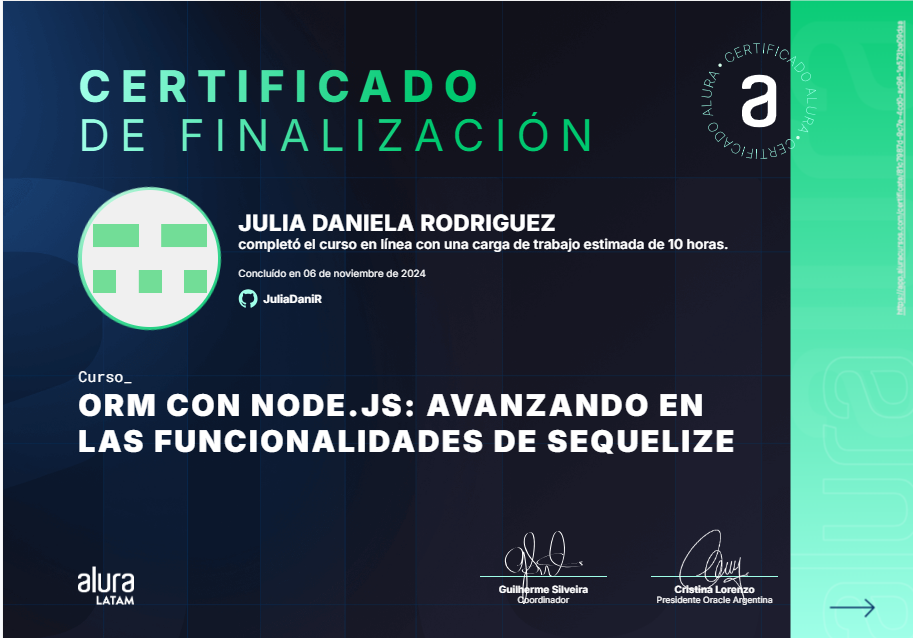 CERTIFICADO
DE FINALIZACIÓN
CERTIFICADO ALURA • CERTIFICADO ALURA •
a
JULIA DANIELA RODRIGUEZ
completó el curso en línea con una carga de trabajo estimada de 10 horas.
Concluído en 06 de noviembre de 2024
JuliaDaniR
Curso_
ORM CON NODE.JS: AVANZANDO EN
LAS FUNCIONALIDADES DE SEQUELIZE
alura
LATAM
Guilherme Silveira
Coordinador
Cristina Lorenzo
Presidente Oracle Argentina
alura